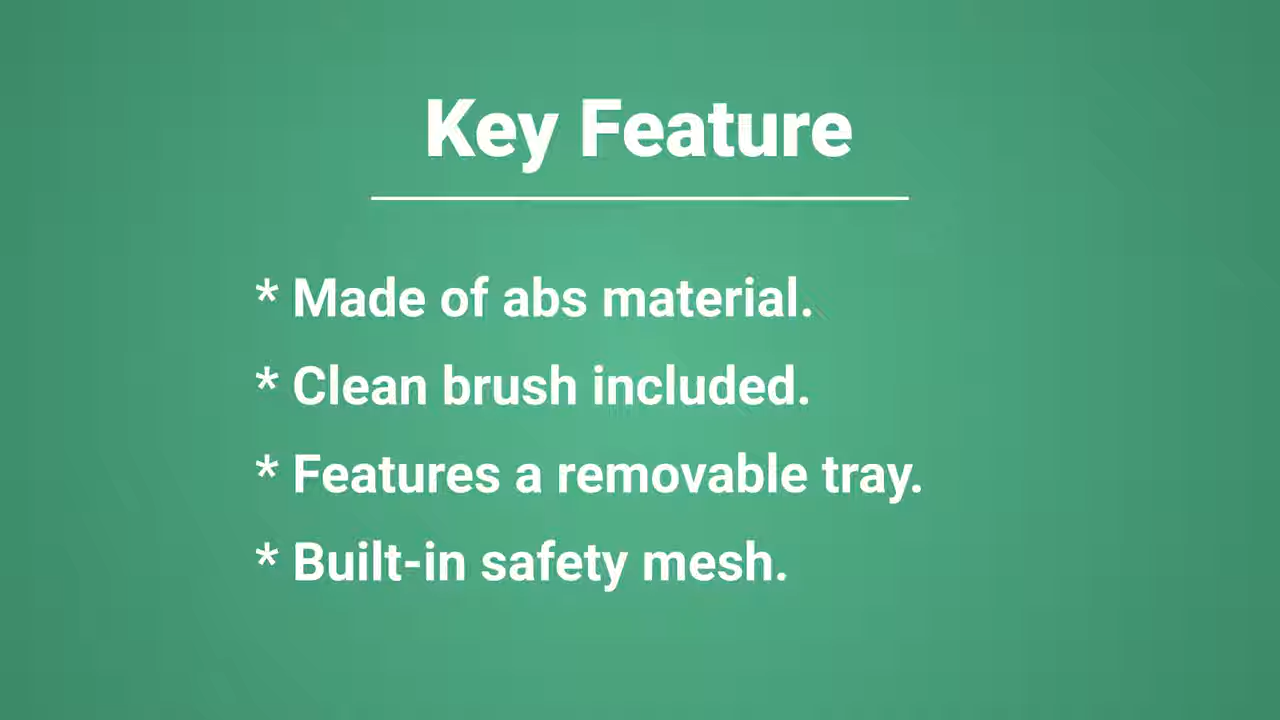 Key Feature
* Made of abs material.
* Clean brush included.
* Features a removable tray.
* Built-in safety mesh.